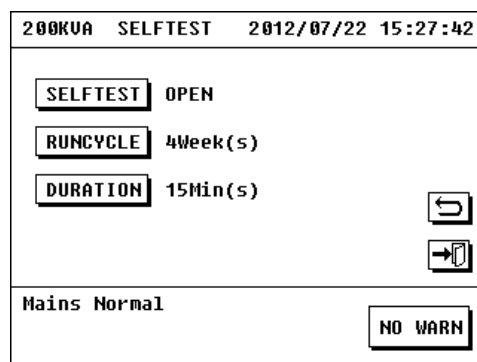 200KVA SELFTEST 2012/07/22 15:27:42
SELFTEST OPEN
RUNCYCLE 4Week(s)
DURATION 15Min(s)
Mains Normal
NO WARN